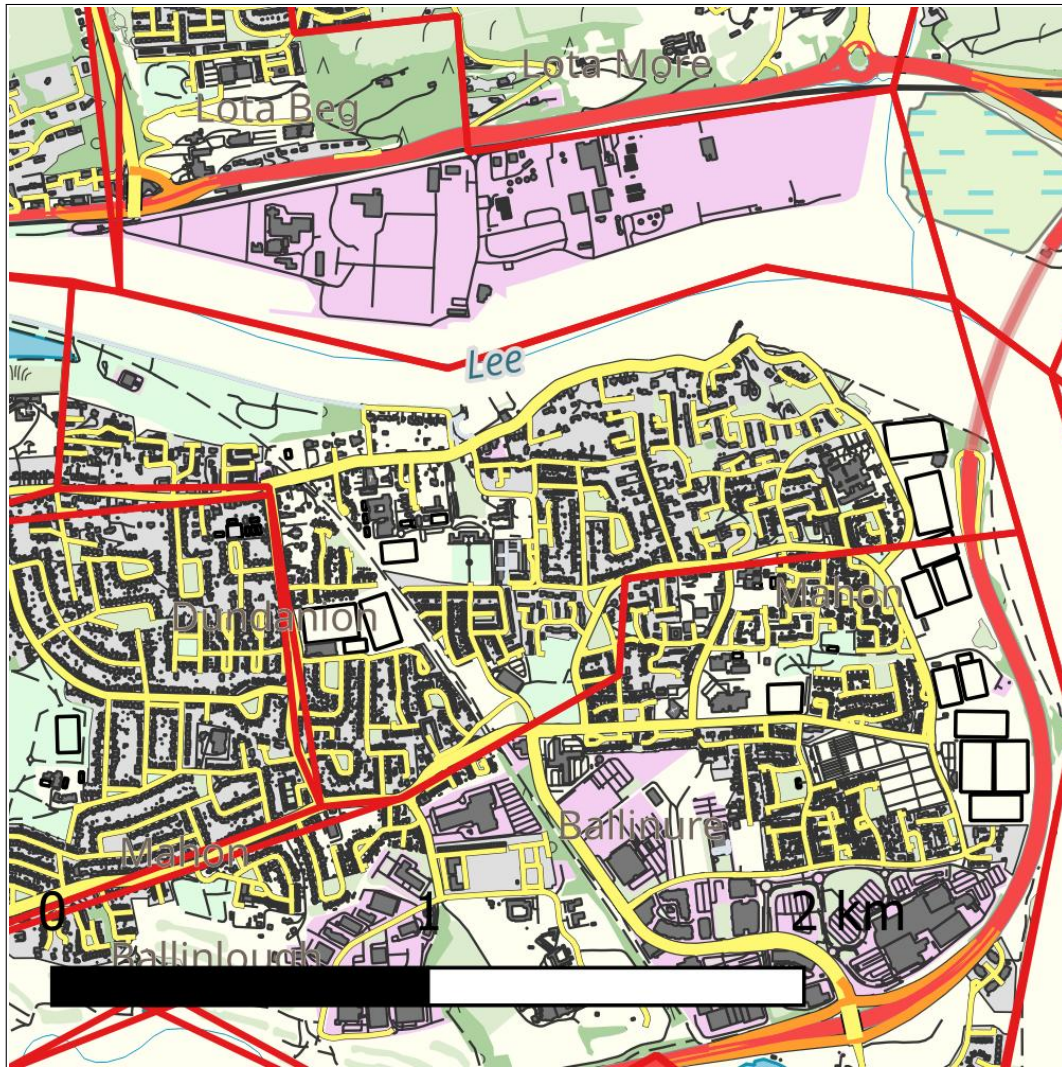 Lota More
Lota Beg
Lee
Mahon
Dundanion
Ballinure
Mahon
0 1 2 km
Ballinlough